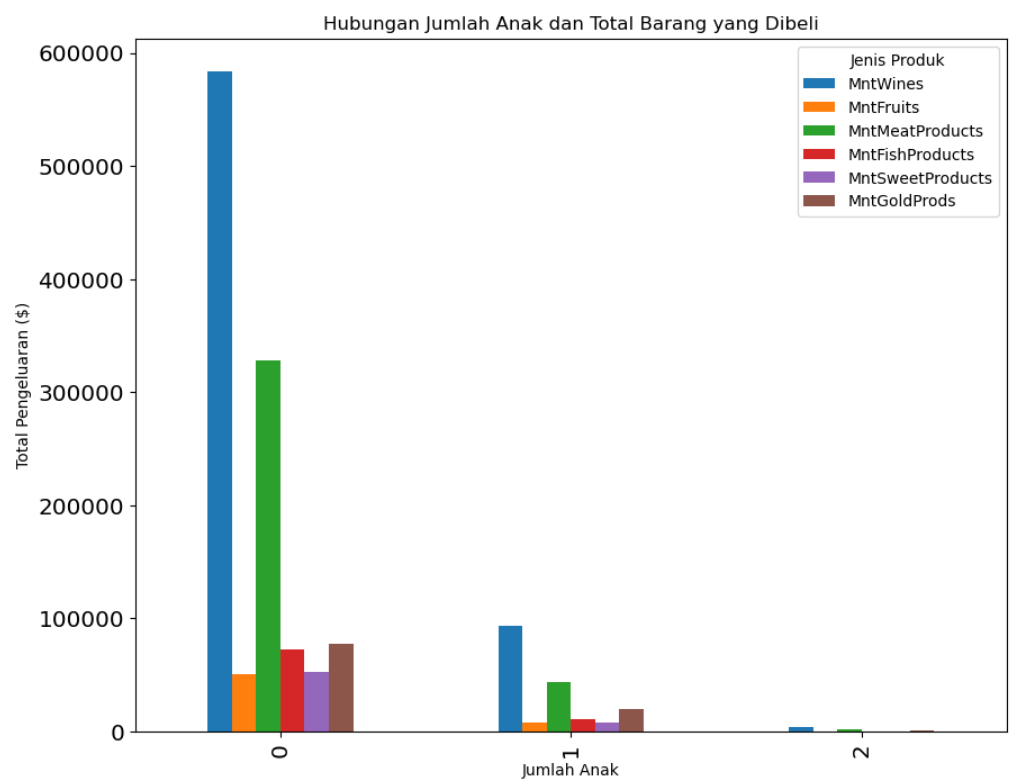 Hubungan Jumlah Anak dan Total Barang yang Dibeli
Total Pengeluaran ($)
600000
500000
400000
300000
200000
100000
0
Jenis Produk
MntWines
MntFruits
MntMeatProducts
MntFishProducts
MntSweetProducts
MntGoldProds
0
1
2
Jumlah Anak